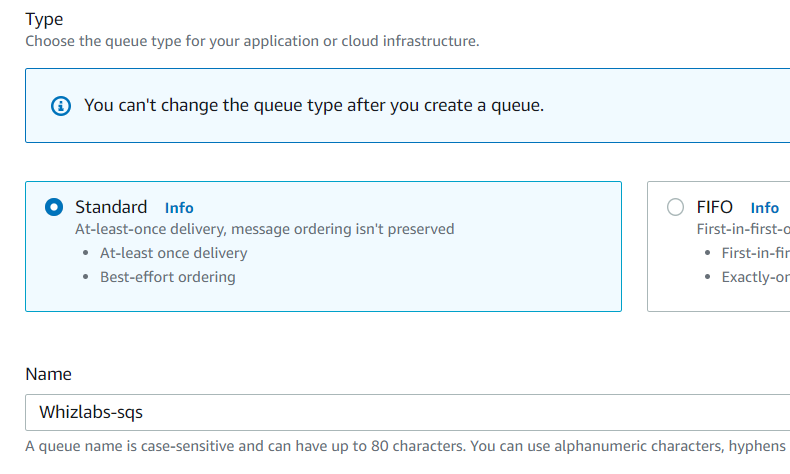 Type
Choose the queue type for your application or cloud infrastructure.
You can't change the queue type after you create a queue.
Standard Info
At-least-once delivery, message ordering isn't preserved
• At-least once delivery
• Best-effort ordering
FIFO Info
First-in-first-o
• First-in-fir
• Exactly-on
Name
Whizlabs-sqs
A queue name is case-sensitive and can have up to 80 characters. You can use alphanumeric characters, hyphens